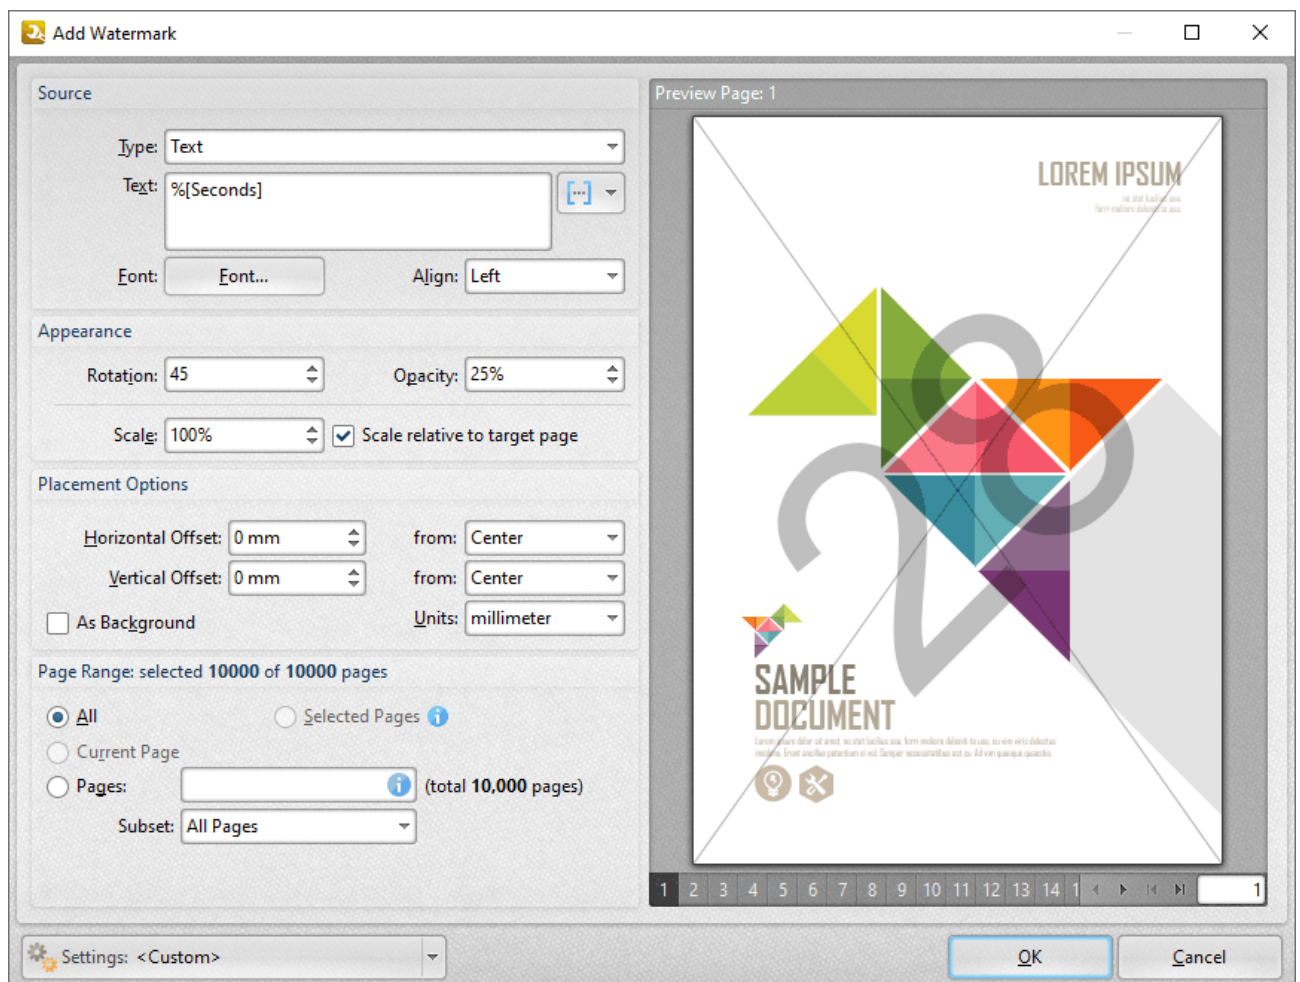 Add Watermark
Source
Type: Text
Text: %[Seconds]
Font: Font...
Align: Left
Appearance
Rotation: 45
Opacity: 25%
Scale: 100%
Scale relative to target page
Placement Options
Horizontal Offset: 0 mm from: Center
Vertical Offset: 0 mm from: Center
As Background
Units: millimeter
Page Range: selected 10000 of 10000 pages
All
Selected Pages
Current Page
Pages: (total 10,000 pages)
Subset: All Pages
Preview Page: 1
LOREM IPSUM
28
SAMPLE
DOCUMENT
1 2 3 4 5 6 7 8 9 10 11 12 13 14 1
1
Settings: <Custom>
OK
Cancel